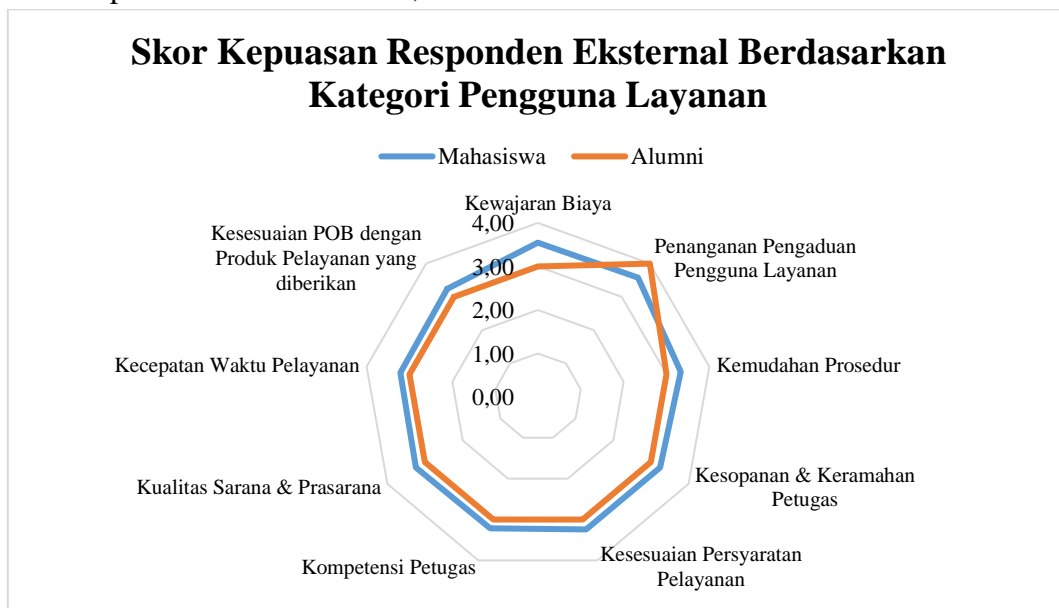 Skor Kepuasan Responden Eksternal Berdasarkan
Kategori Pengguna Layanan
Mahasiswa
Alumni
Kewajaran Biaya
Penanganan Pengaduan
Pengguna Layanan
Kemudahan Prosedur
Kesopanan & Keramahan
Petugas
Kesesuaian Persyaratan
Pelayanan
Kompetensi Petugas
Kualitas Sarana & Prasarana
Kecepatan Waktu Pelayanan
Kesesuaian POB dengan
Produk Pelayanan yang
diberikan
4,00
3,00
2,00
1,00
0,00